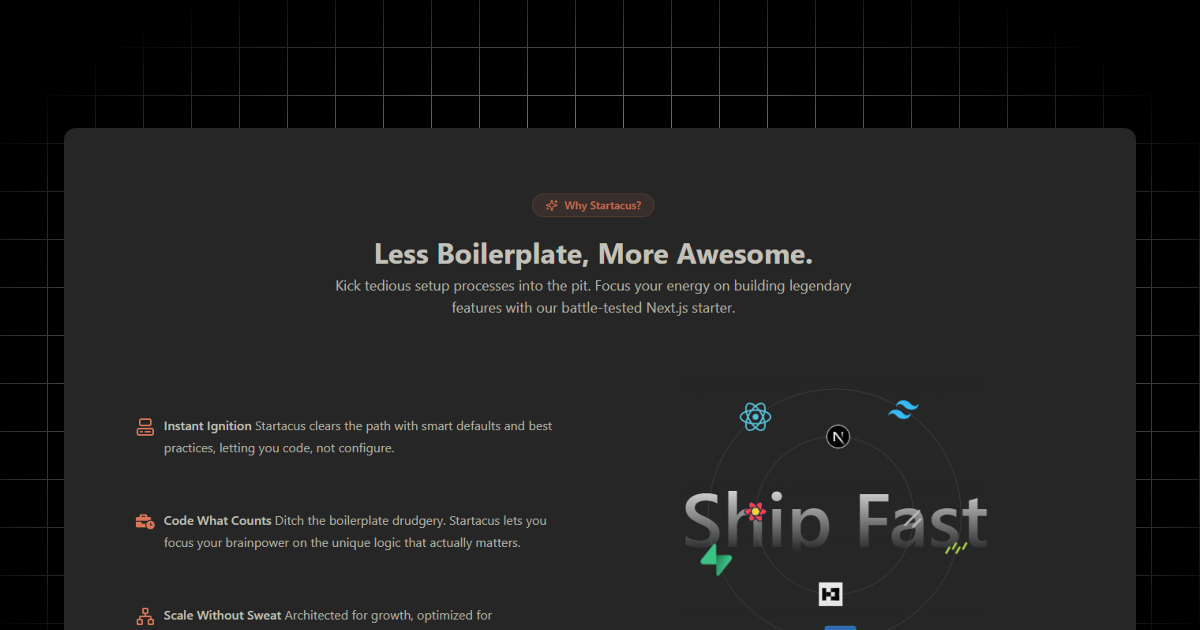 Why Startacus?
Less Boilerplate, More Awesome.
Kick tedious setup processes into the pit. Focus your energy on building legendary
features with our battle-tested Next.js starter.
Instant Ignition Startacus clears the path with smart defaults and best
practices, letting you code, not configure.
Code What Counts Ditch the boilerplate drudgery. Startacus lets you
focus your brainpower on the unique logic that actually matters.
Scale Without Sweat Architected for growth, optimized for
N
Ship Fast